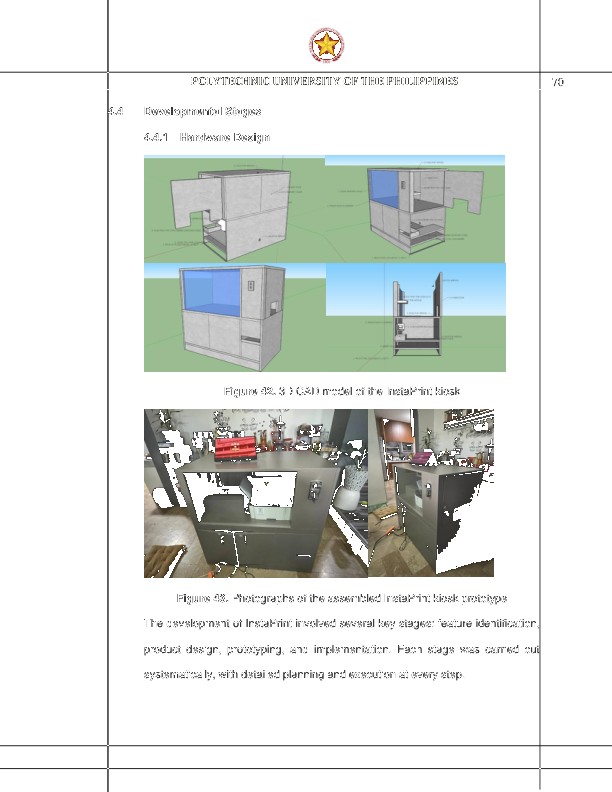 POLYTECHNIC UNIVERSITY OF THE PHILIPPINES 70
4.4 Developmental Stages
4.4.1 Hardware Design
Figure 42. 3D CAD model of the InstaPrint kiosk
Figure 43. Photographs of the assembled InstaPrint kiosk prototype
The development of InstaPrint involved several key stages: feature identification,
product design, prototyping, and implementation. Each stage was carried out
systematically, with detailed planning and execution at every step.